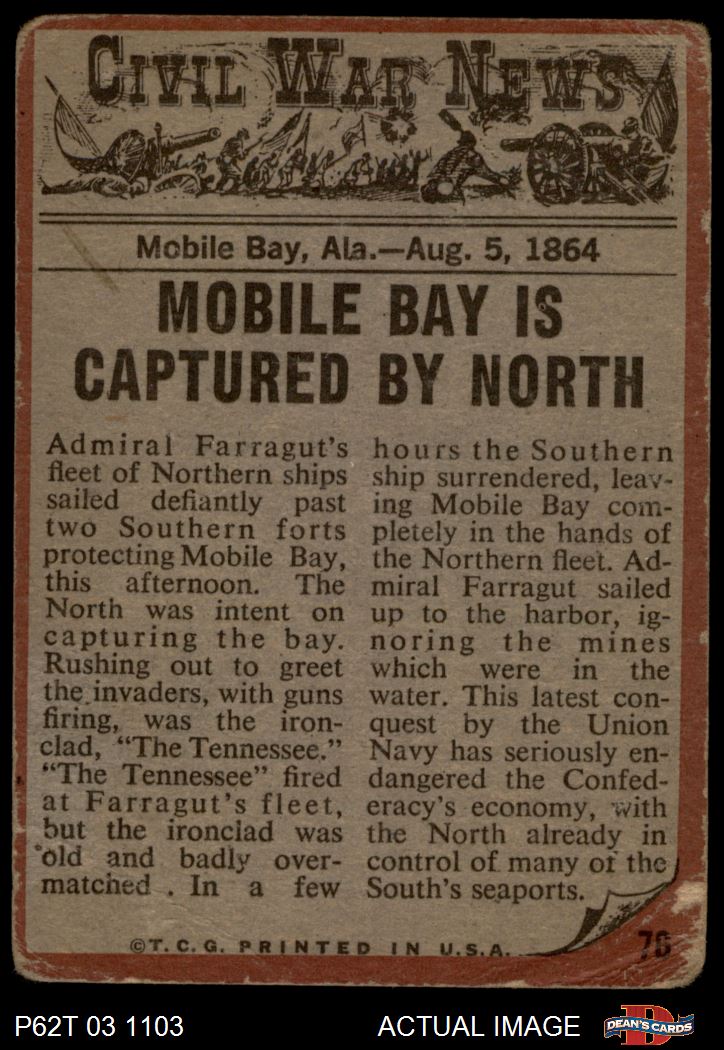 CIVIL WAR NEWS
Mobile Bay, Ala.—Aug. 5, 1864
MOBILE BAY IS
CAPTURED BY NORTH
Admiral Farragut's
fleet of Northern ships
sailed defiantly past
two Southern forts
protecting Mobile Bay,
this afternoon. The
North was intent on
capturing the bay.
Rushing out to greet
the invaders, with guns
firing, was the iron-
clad, "The Tennessee."
"The Tennessee" fired
at Farragut's fleet,
but the ironclad was
old and badly over-
matched . In a few
hours the Southern
ship surrendered, leav-
ing Mobile Bay com-
pletely in the hands of
the Northern fleet. Ad-
miral Farragut sailed
up to the harbor, ig-
noring the mines
which were in the
water. This latest con-
quest by the Union
Navy has seriously en-
dangered the Confed-
eracy's economy, with
the North already in
control of many of the
South's seaports.
©T.C.G. PRINTED IN U.S.A.
76
P62T 03 1103
ACTUAL IMAGE
D
DEAN'S CARDS